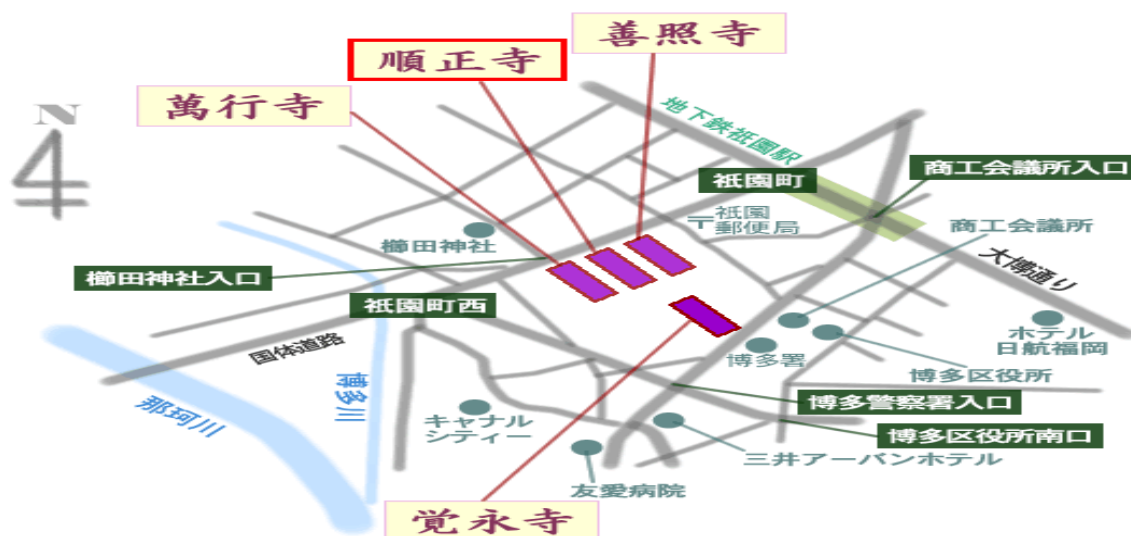 善照寺
順正寺
萬行寺
N
地下鉄祇園駅
祇園町
商工会議所入口
〒祇園
郵便局
商工会議所
櫛田神社
櫛田神社入口
大博通り
祇園町西
国体道路
ホテル
日航福岡
博多署
博多区役所
博多川
那珂川
キャナル
シティー
博多警察署入口
博多区役所南口
三井アーバンホテル
友愛病院
覚永寺